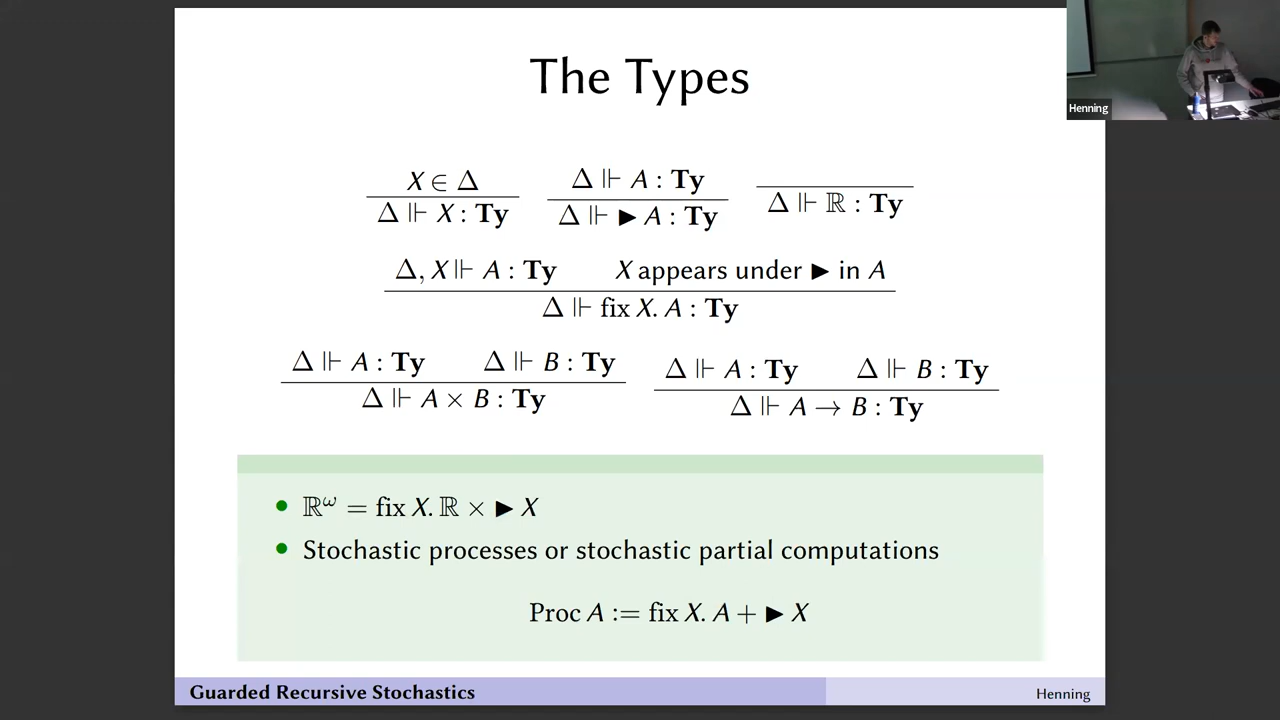 The Types
Henning
X ∈ Δ
Δ ⊩ X : Ty
Δ ⊩ A : Ty
Δ ⊩ ▶ A : Ty
Δ ⊩ ℝ : Ty
Δ, X ⊩ A : Ty X appears under ▶ in A
Δ ⊩ fix X. A : Ty
Δ ⊩ A : Ty Δ ⊩ B : Ty
Δ ⊩ A × B : Ty
Δ ⊩ A : Ty Δ ⊩ B : Ty
Δ ⊩ A → B : Ty
• ℝ^ω = fix X. ℝ × ▶ X
• Stochastic processes or stochastic partial computations
Proc A := fix X. A + ▶ X
Guarded Recursive Stochastics
Henning